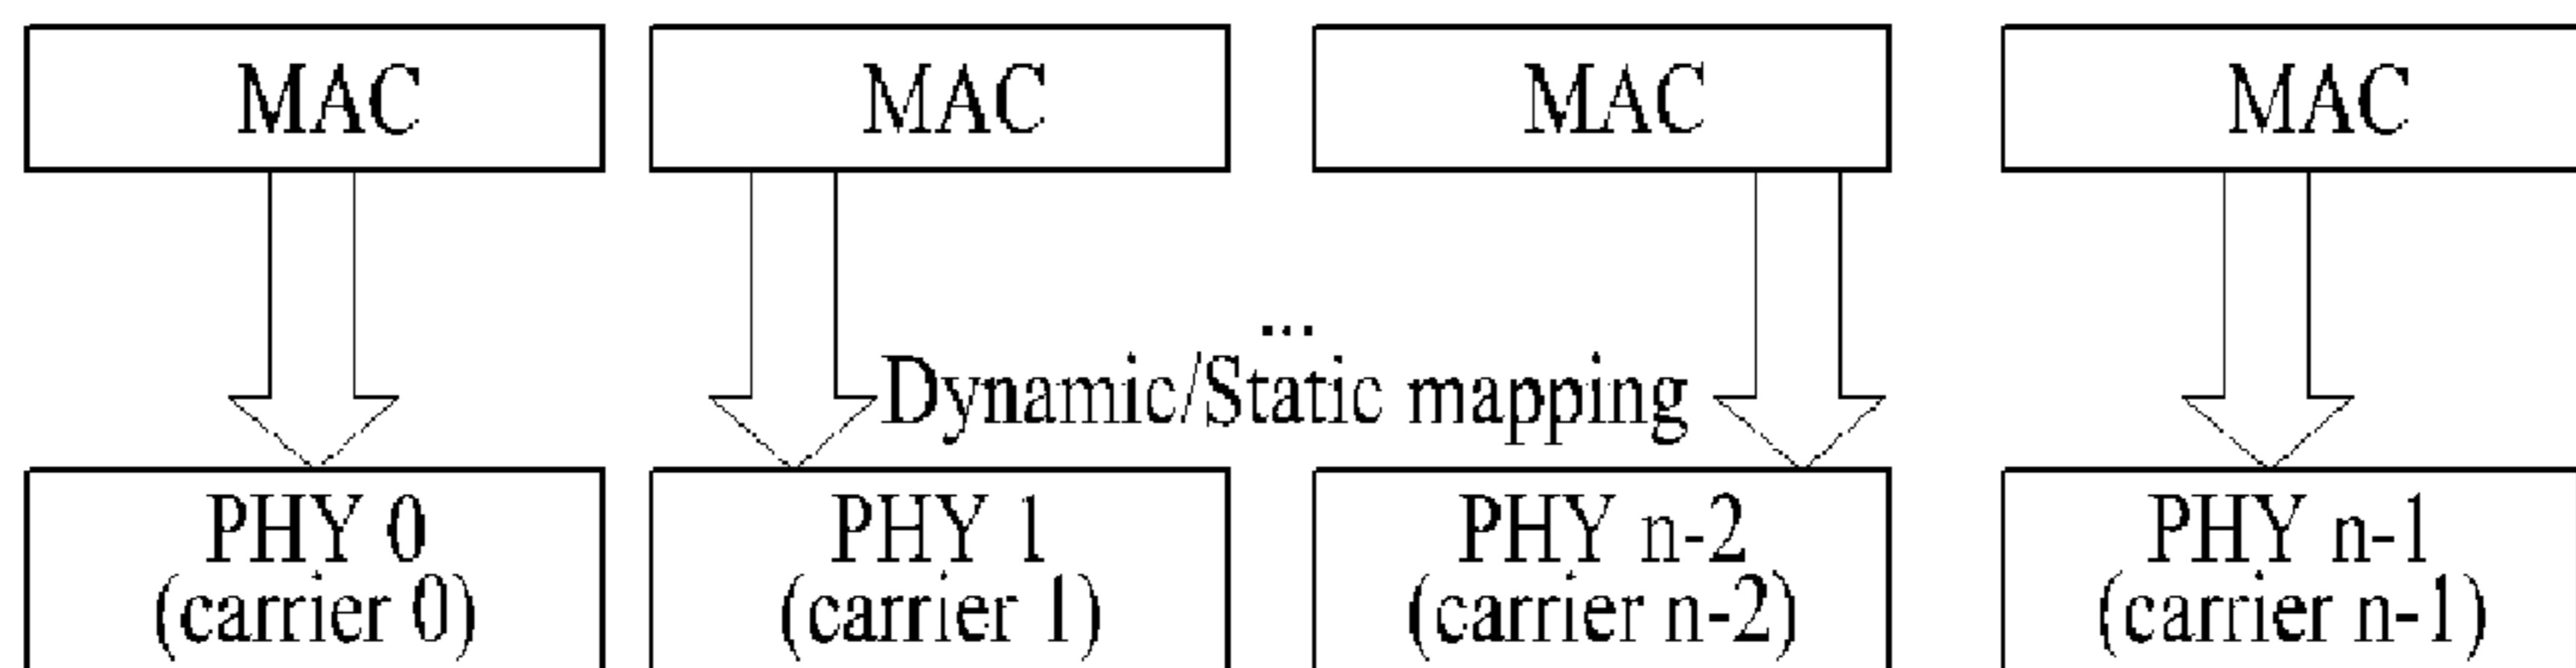 MAC
MAC
MAC
MAC
...
Dynamic/Static mapping
PHY 0
(carrier 0)
PHY 1
(carrier 1)
PHY n-2
(carrier n-2)
PHY n-1
(carrier n-1)